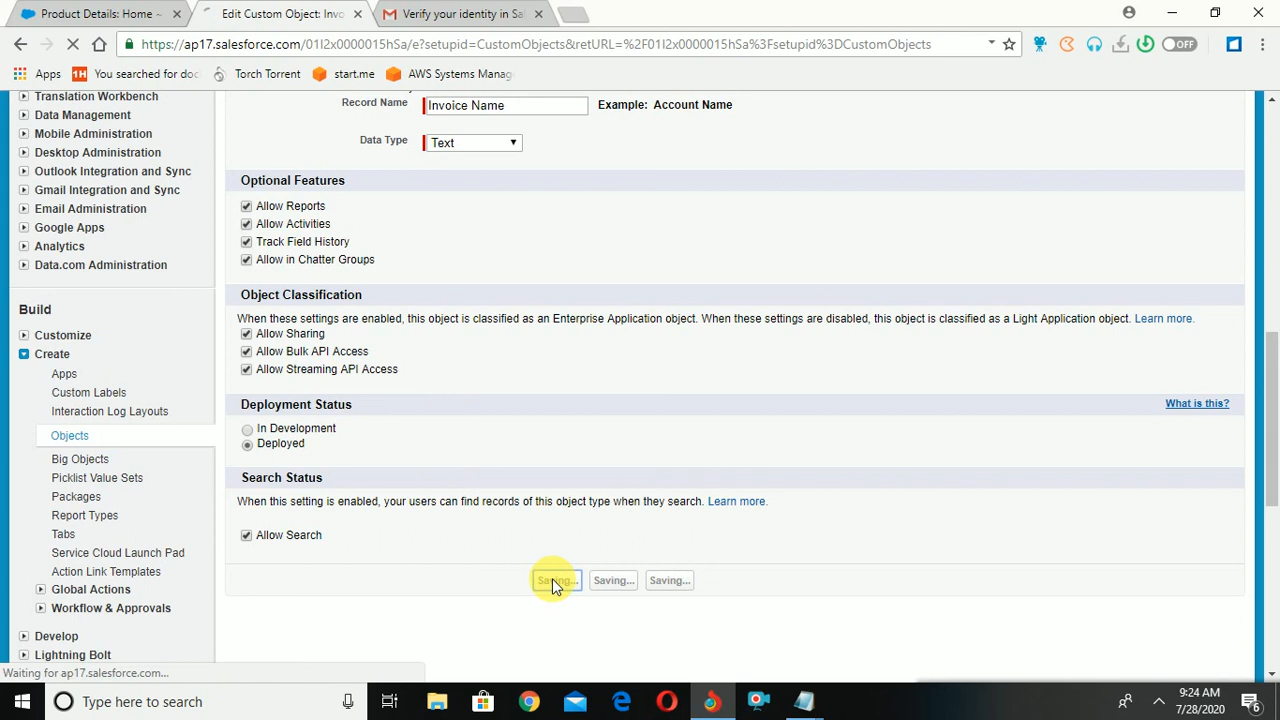 Product Details: Home ~
Edit Custom Object: Invo
Verify your identity in Sal
https://ap17.salesforce.com/01I2x0000015hSa/e?setupid=CustomObjects&retURL=%2F01I2x0000015hSa%3Fsetupid%3DCustomObjects
OFF
Apps
You searched for doc
Torch Torrent
start.me
AWS Systems Manag
Translation Workbench
Data Management
Mobile Administration
Desktop Administration
Outlook Integration and Sync
Gmail Integration and Sync
Email Administration
Google Apps
Analytics
Data.com Administration
Build
Customize
Create
Apps
Custom Labels
Interaction Log Layouts
Objects
Big Objects
Picklist Value Sets
Packages
Report Types
Tabs
Service Cloud Launch Pad
Action Link Templates
Global Actions
Workflow & Approvals
Develop
Lightning Bolt
Record Name Invoice Name Example: Account Name
Data Type Text
Optional Features
Allow Reports
Allow Activities
Track Field History
Allow in Chatter Groups
Object Classification
When these settings are enabled, this object is classified as an Enterprise Application object. When these settings are disabled, this object is classified as a Light Application object. Learn more.
Allow Sharing
Allow Bulk API Access
Allow Streaming API Access
Deployment Status
What is this?
In Development
Deployed
Search Status
When this setting is enabled, your users can find records of this object type when they search. Learn more.
Allow Search
Saving... Saving... Saving...
Waiting for ap17.salesforce.com...
Type here to search
9:24 AM
7/28/2020
6